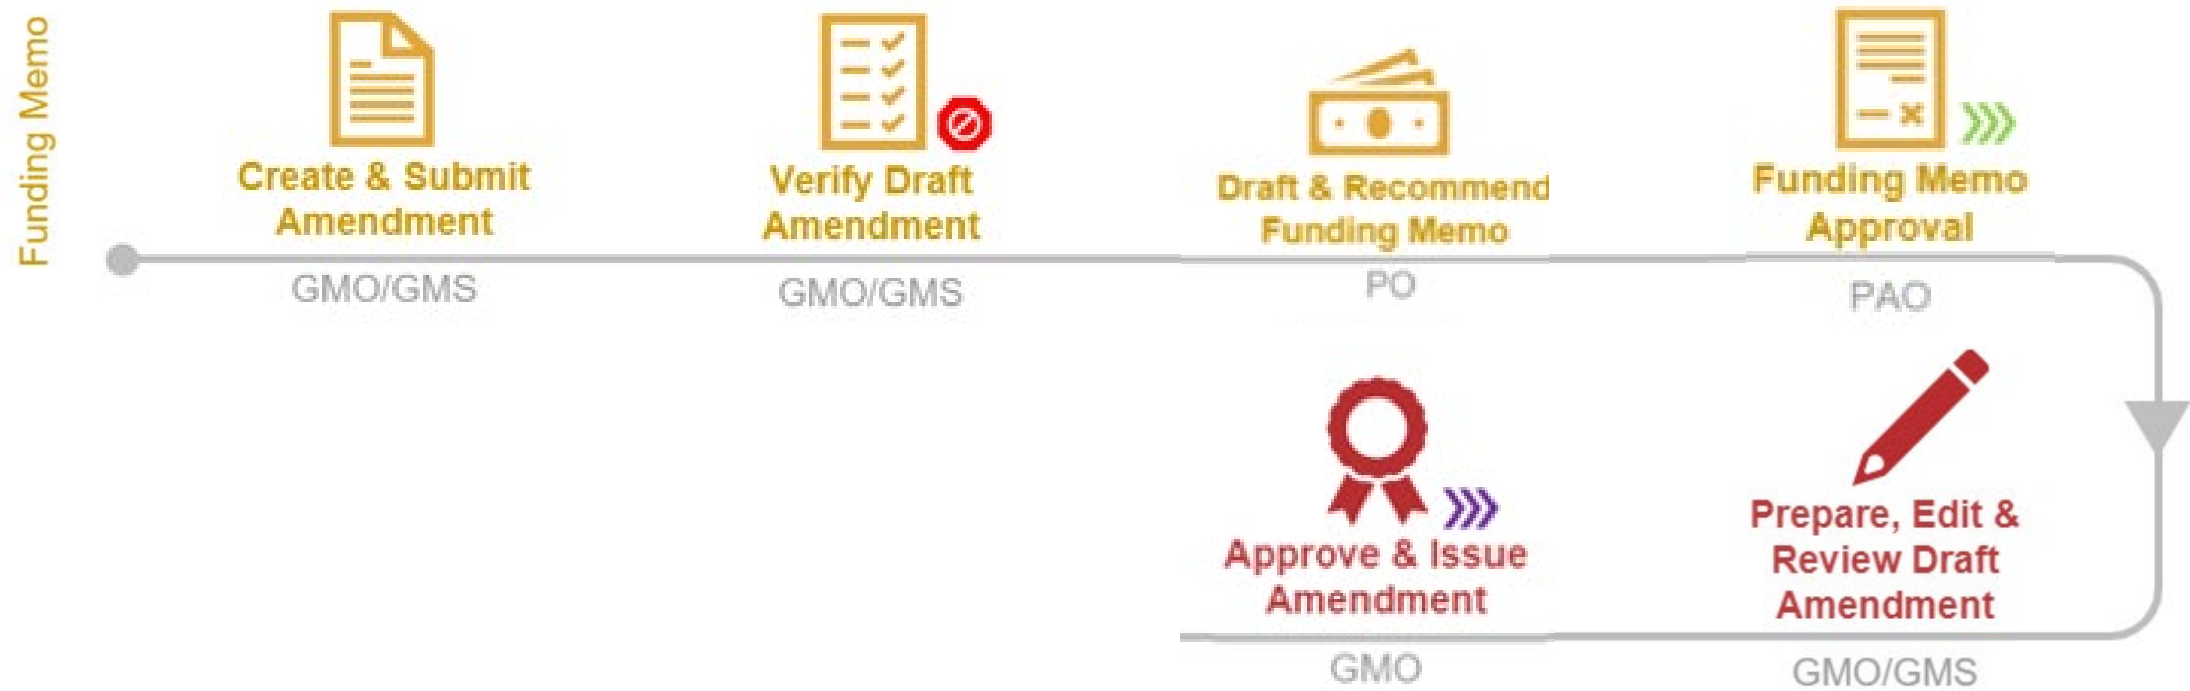 Funding Memo
Create & Submit
Amendment
GMO/GMS
Verify Draft
Amendment
GMO/GMS
Draft & Recommend
Funding Memo
PO
Funding Memo
Approval
PAO
Prepare, Edit &
Review Draft
Amendment
GMO/GMS
Approve & Issue
Amendment
GMO